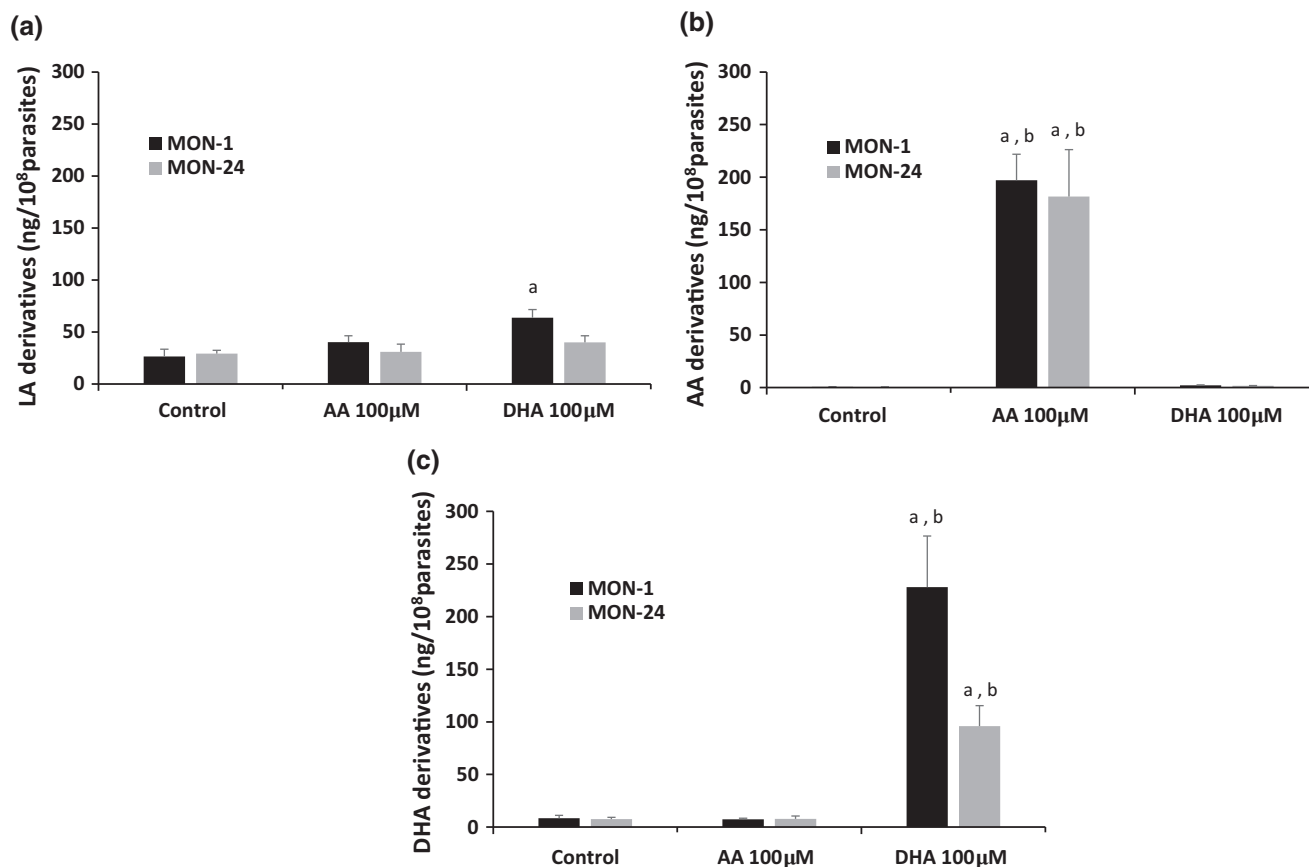 (a)
LA derivatives (ng/10⁸parasites)
300
250
200
150
100
50
0
MON-1
MON-24
a
Control
AA 100µM
DHA 100µM
(b)
AA derivatives (ng/10⁸parasites)
300
250
200
150
100
50
0
MON-1
MON-24
a , b
a , b
Control
AA 100µM
DHA 100µM
(c)
DHA derivatives (ng/10⁸parasites)
300
250
200
150
100
50
0
MON-1
MON-24
a , b
a , b
Control
AA 100µM
DHA 100µM